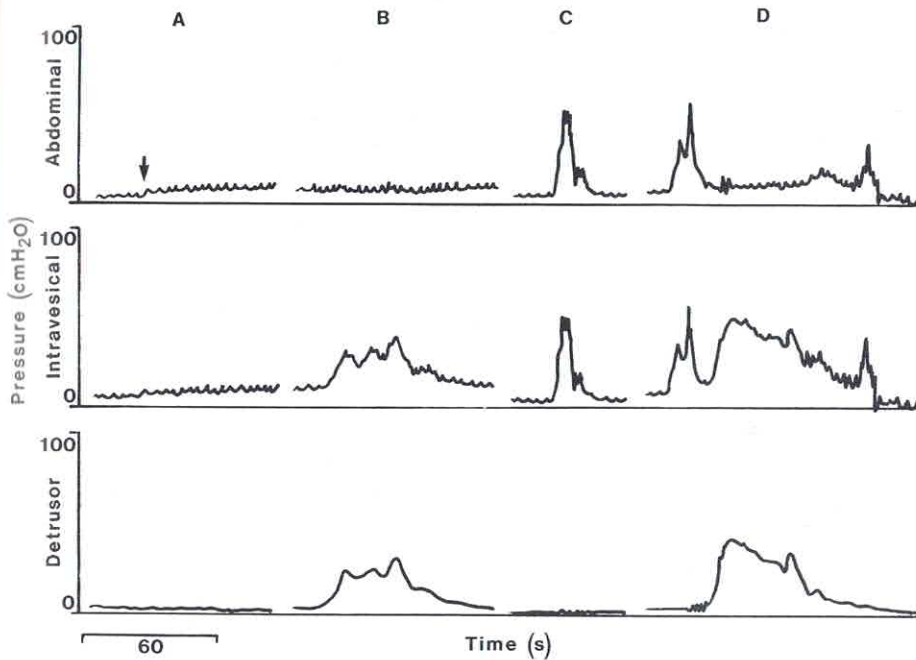 A B C D
100
Abdominal
0
100
Intravesical
0
Pressure (cmH₂O)
100
Detrusor
0
60
Time (s)